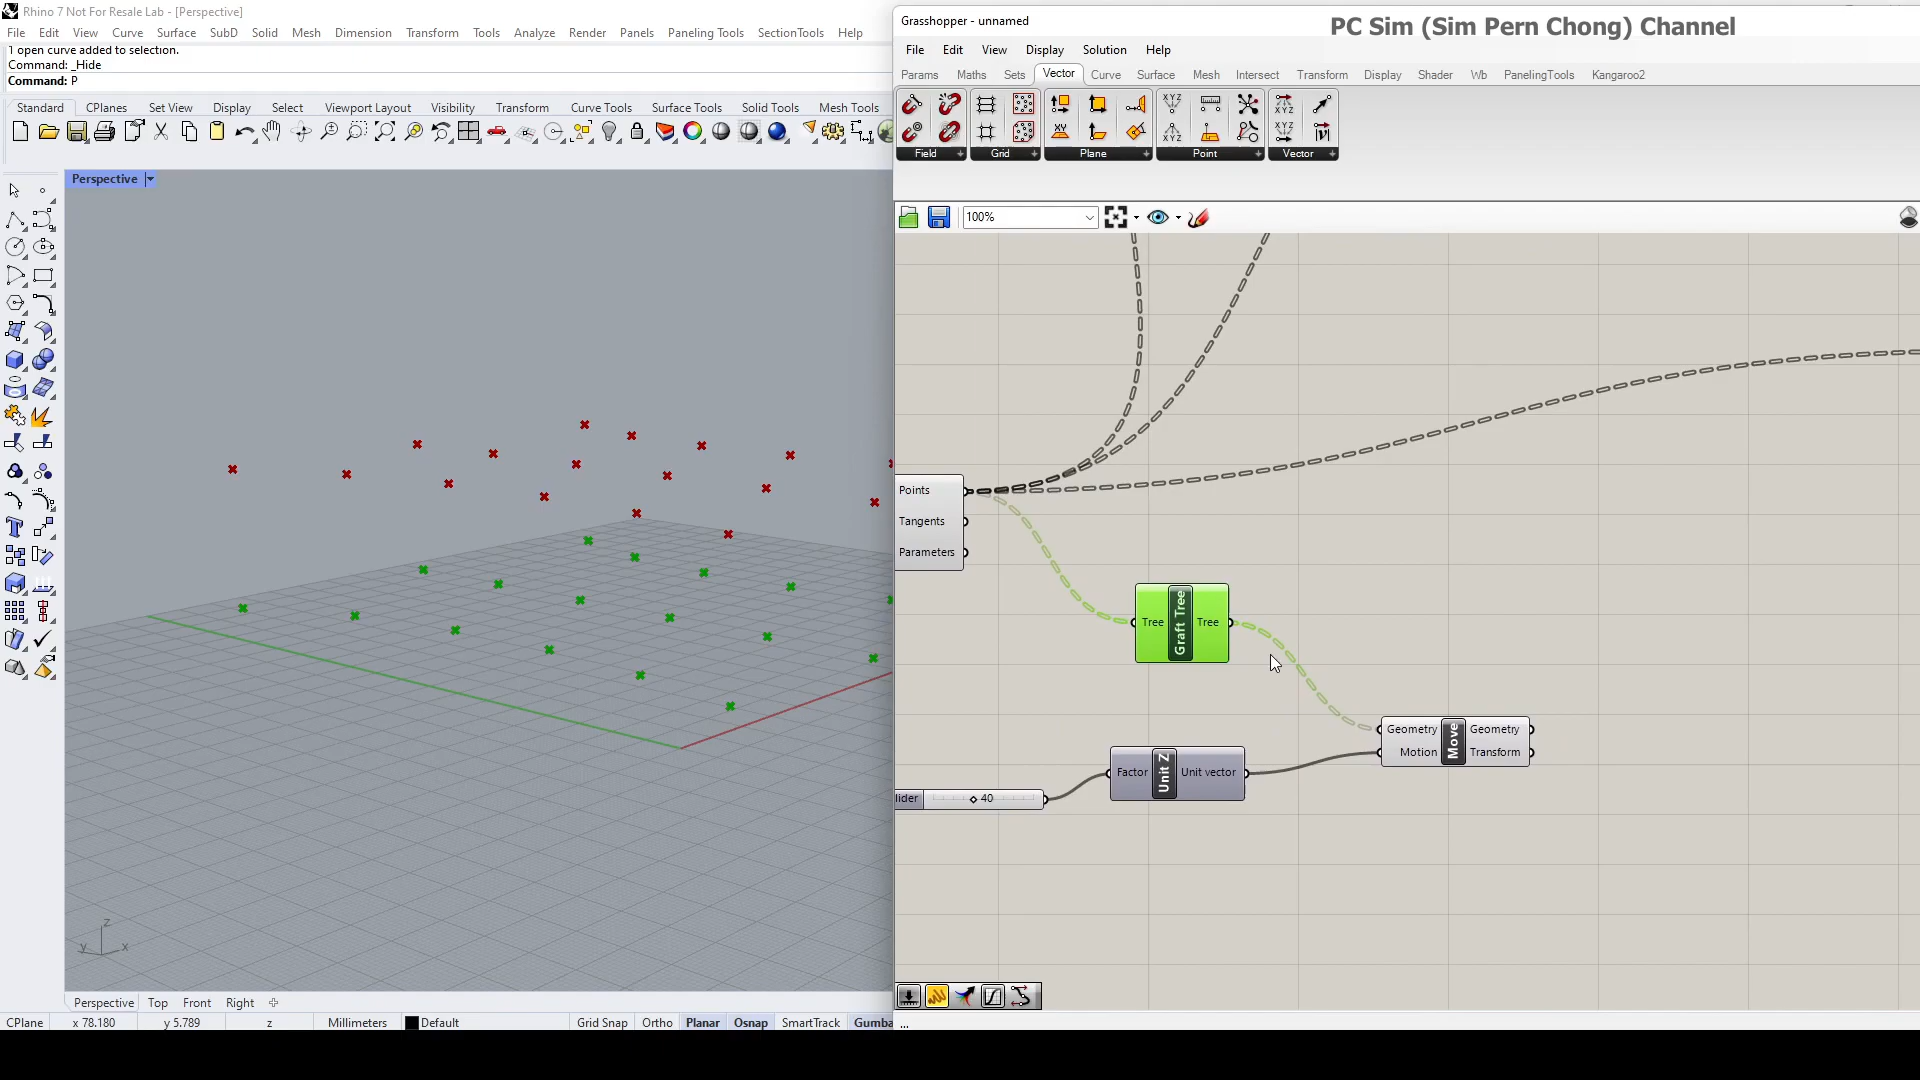 Rhino 7 Not For Resale Lab - [Perspective]
File Edit View Curve Surface SubD Solid Mesh Dimension Transform Tools Analyze Render Panels Paneling Tools SectionTools Help
1 open curve added to selection.
Command: _Hide
Command: P
Standard CPlanes Set View Display Select Viewport Layout Visibility Transform Curve Tools Surface Tools Solid Tools Mesh Tools
Perspective
z
y x
Perspective Top Front Right
CPlane x 78.180 y 5.789 z Millimeters Default Grid Snap Ortho Planar Osnap SmartTrack Gumba
Grasshopper - unnamed
PC Sim (Sim Pern Chong) Channel
File Edit View Display Solution Help
Params Maths Sets Vector Curve Surface Mesh Intersect Transform Display Shader Wb PanelingTools Kangaroo2
Field Grid Plane Point Vector
100%
Points
Tangents
Parameters
Tree Graft Tree Tree
Geometry Move Geometry
Motion Transform
Factor Unit Z Unit vector
lider 40
...